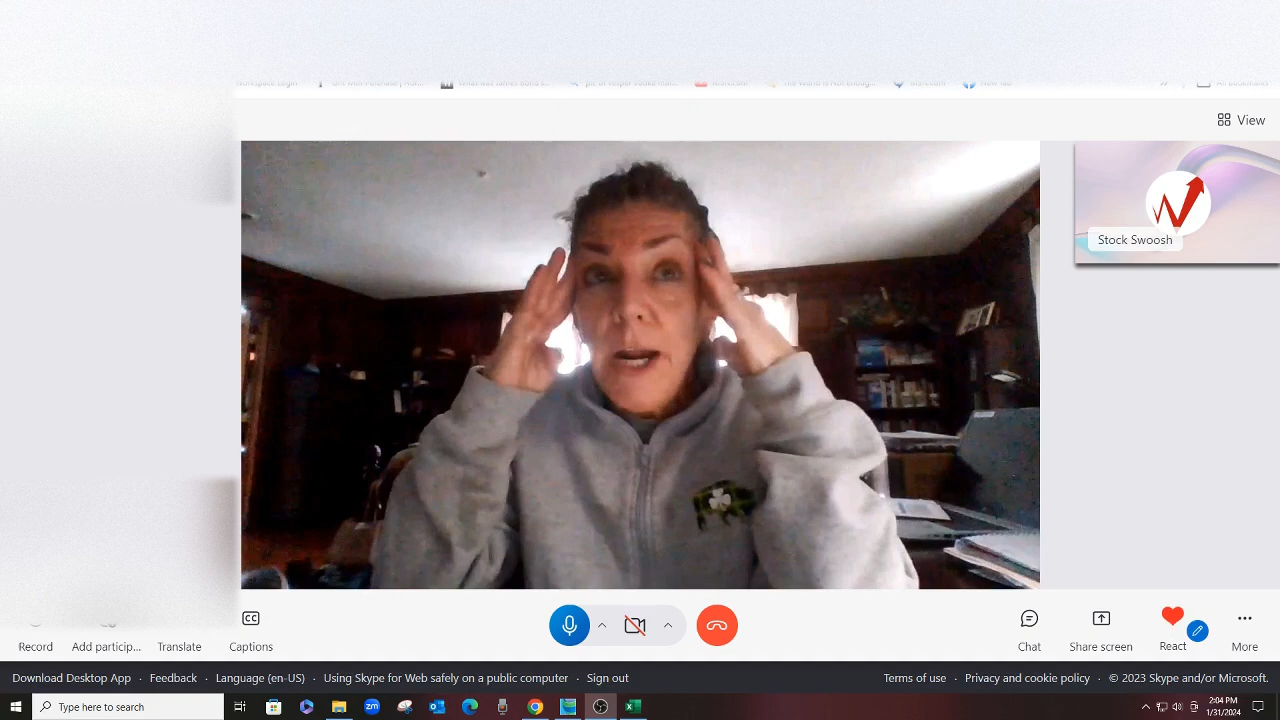 View
Stock Swoosh
CC
Record Add particip... Translate Captions
Chat Share screen React More
Download Desktop App · Feedback · Language (en-US) · Using Skype for Web safely on a public computer · Sign out
Terms of use · Privacy and cookie policy · © 2023 Skype and/or Microsoft
Type here to search
zm
2:04 PM
1/31/2024